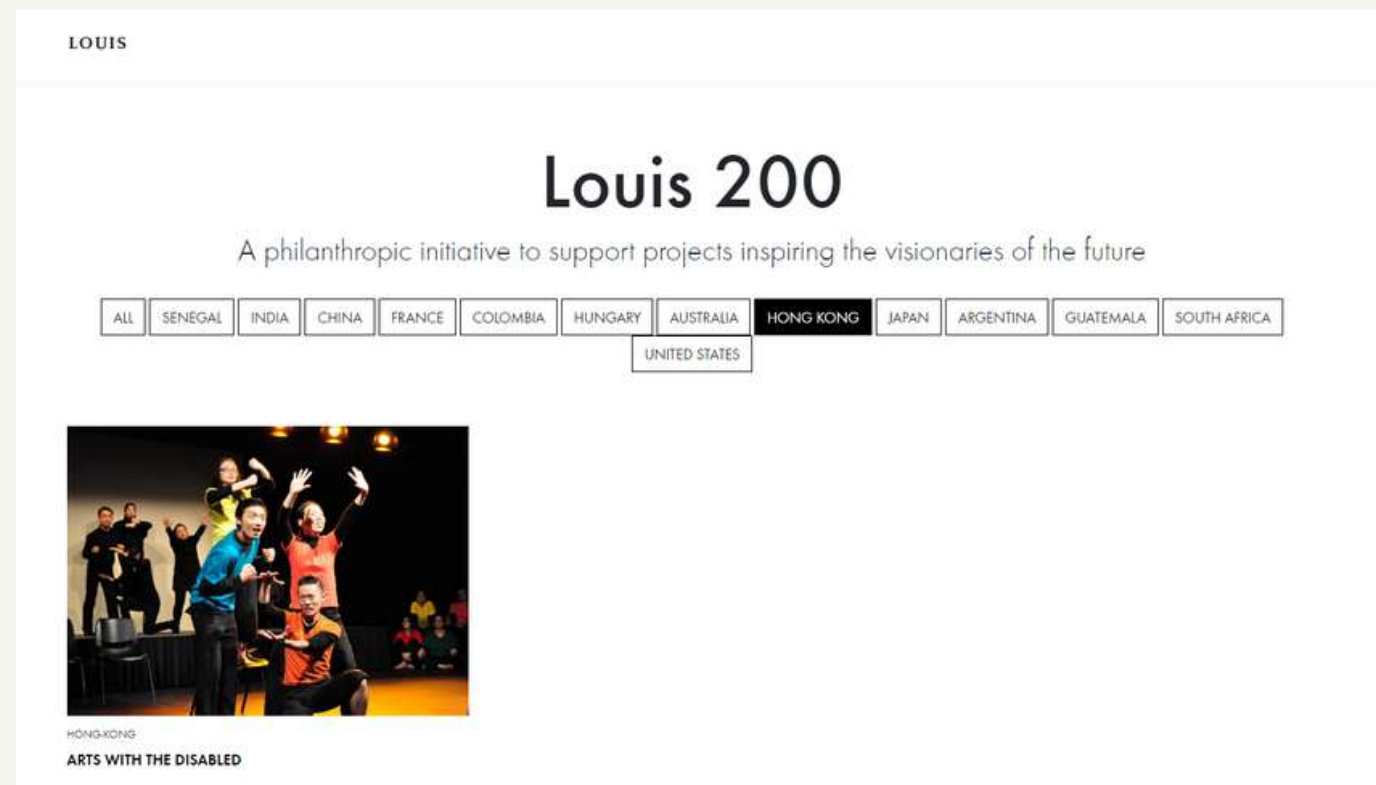 LOUIS
Louis 200
A philanthropic initiative to support projects inspiring the visionaries of the future
ALL SENEGAL INDIA CHINA FRANCE COLOMBIA HUNGARY AUSTRALIA HONG KONG JAPAN ARGENTINA GUATEMALA SOUTH AFRICA
UNITED STATES
HONG-KONG
ARTS WITH THE DISABLED